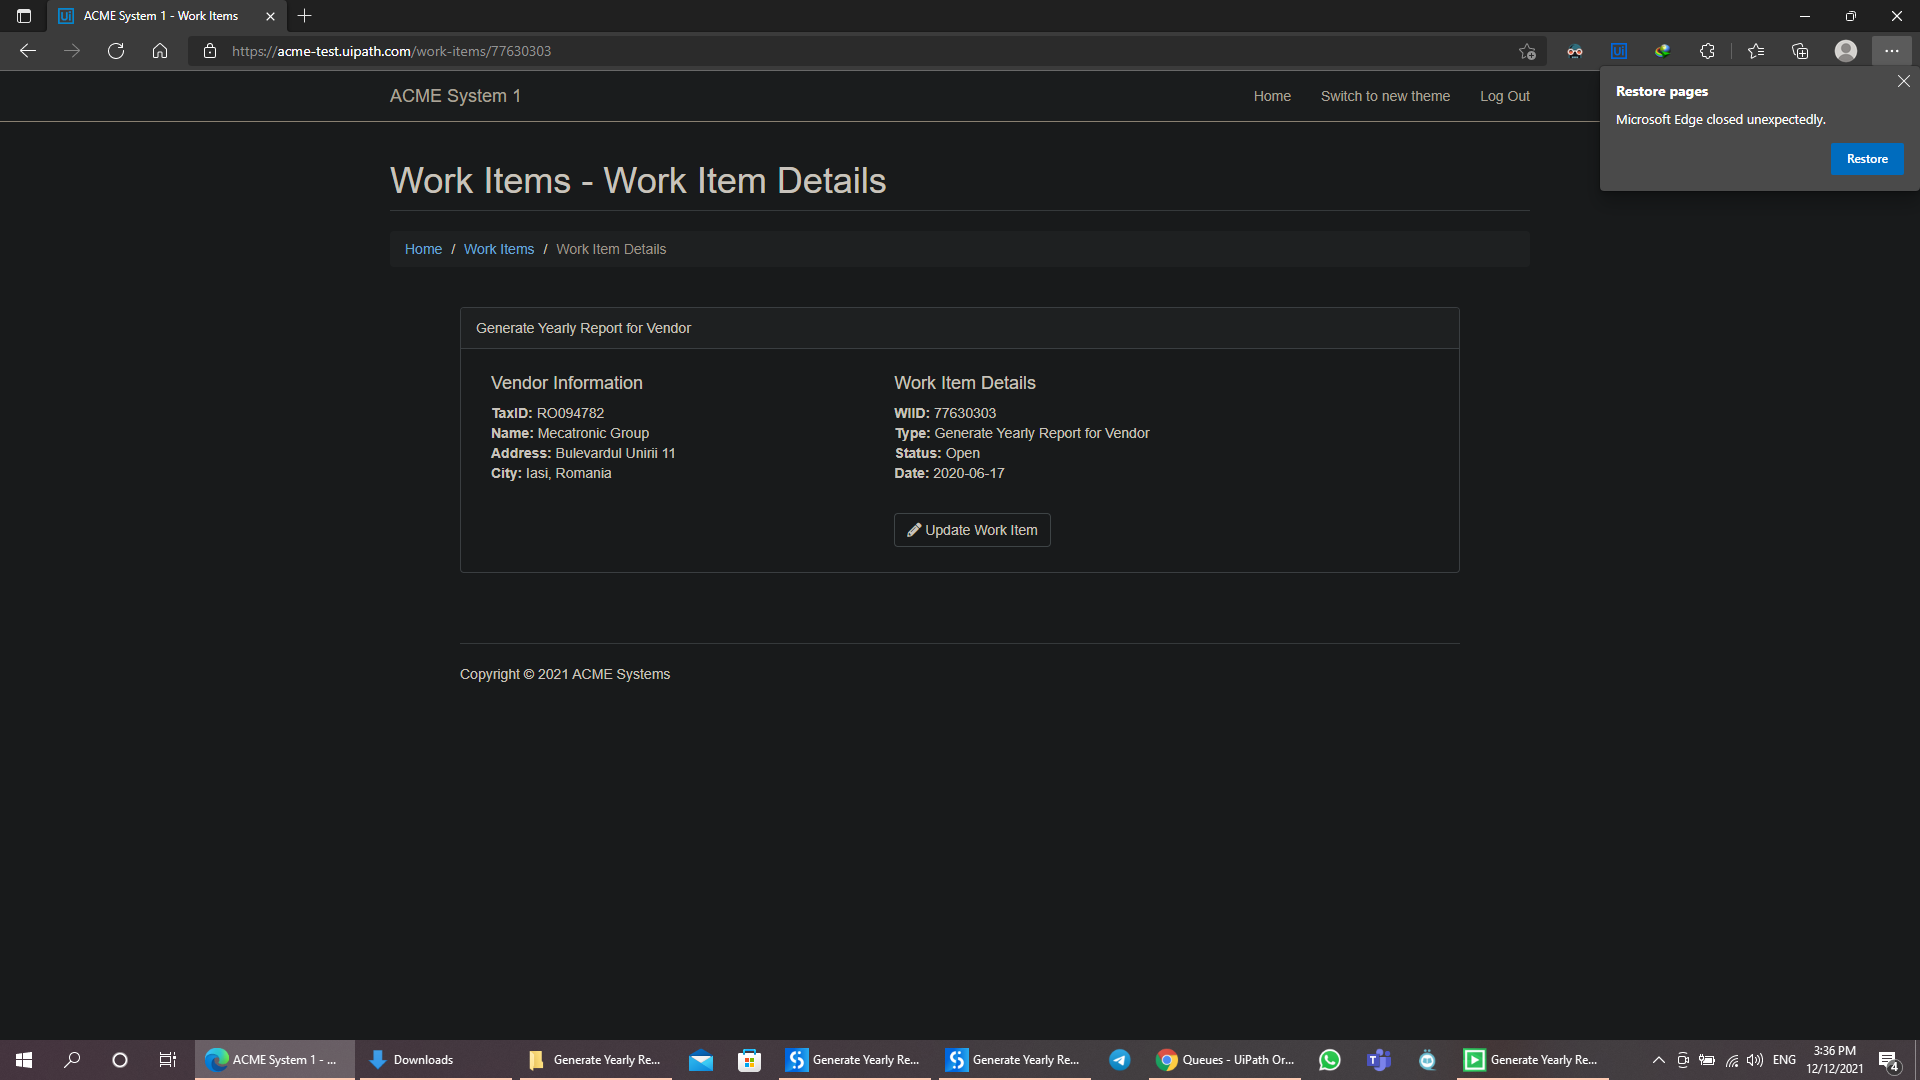 ACME System 1 - Work Items
https://acme-test.uipath.com/work-items/77630303
Restore pages
Microsoft Edge closed unexpectedly.
Restore
ACME System 1
Home
Switch to new theme
Log Out
Work Items - Work Item Details
Home / Work Items / Work Item Details
Generate Yearly Report for Vendor
Vendor Information
TaxID: RO094782
Name: Mecatronic Group
Address: Bulevardul Unirii 11
City: Iasi, Romania
Work Item Details
WIID: 77630303
Type: Generate Yearly Report for Vendor
Status: Open
Date: 2020-06-17
Update Work Item
Copyright © 2021 ACME Systems
ACME System 1 - ...
Downloads
Generate Yearly Re...
Generate Yearly Re...
Generate Yearly Re...
Queues - UiPath Or...
Generate Yearly Re...
ENG
3:36 PM
12/12/2021
4